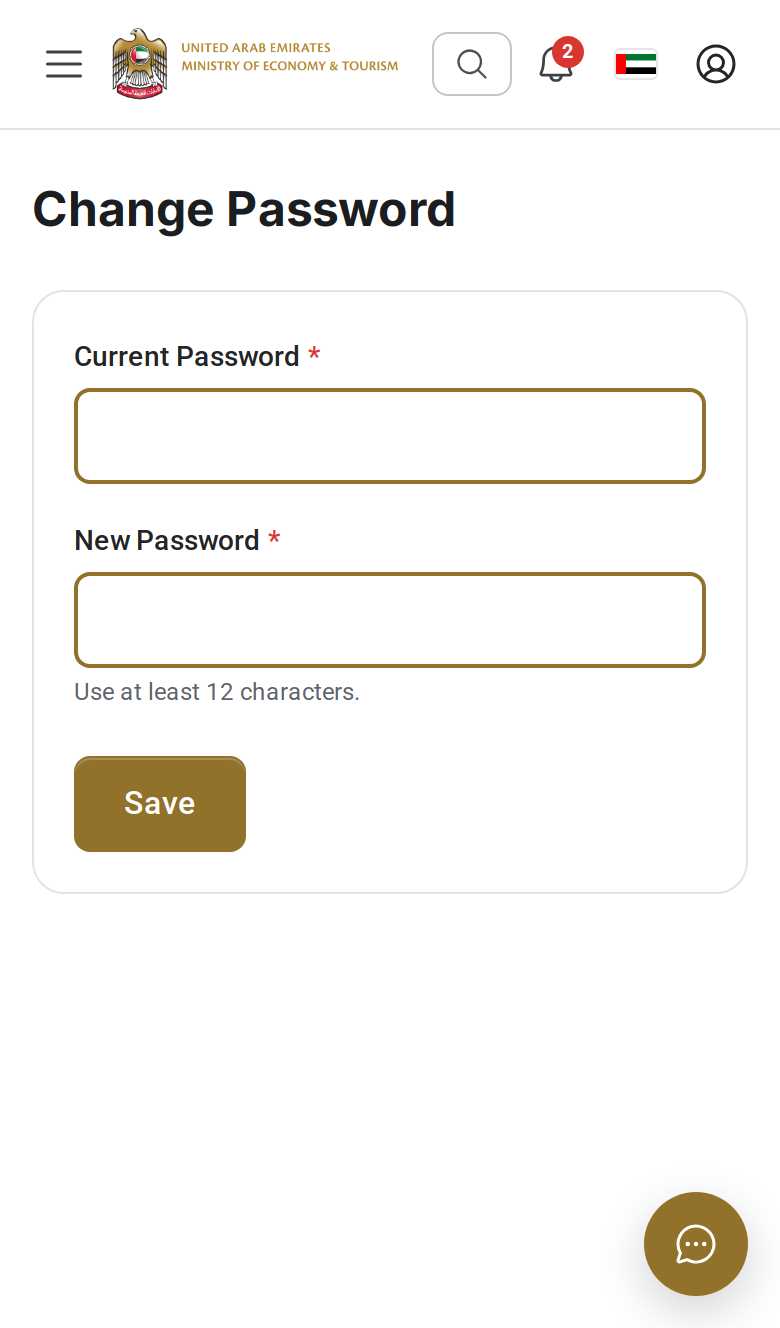 UNITED ARAB EMIRATES
MINISTRY OF ECONOMY & TOURISM
2
Change Password
Current Password *
New Password *
Use at least 12 characters.
Save